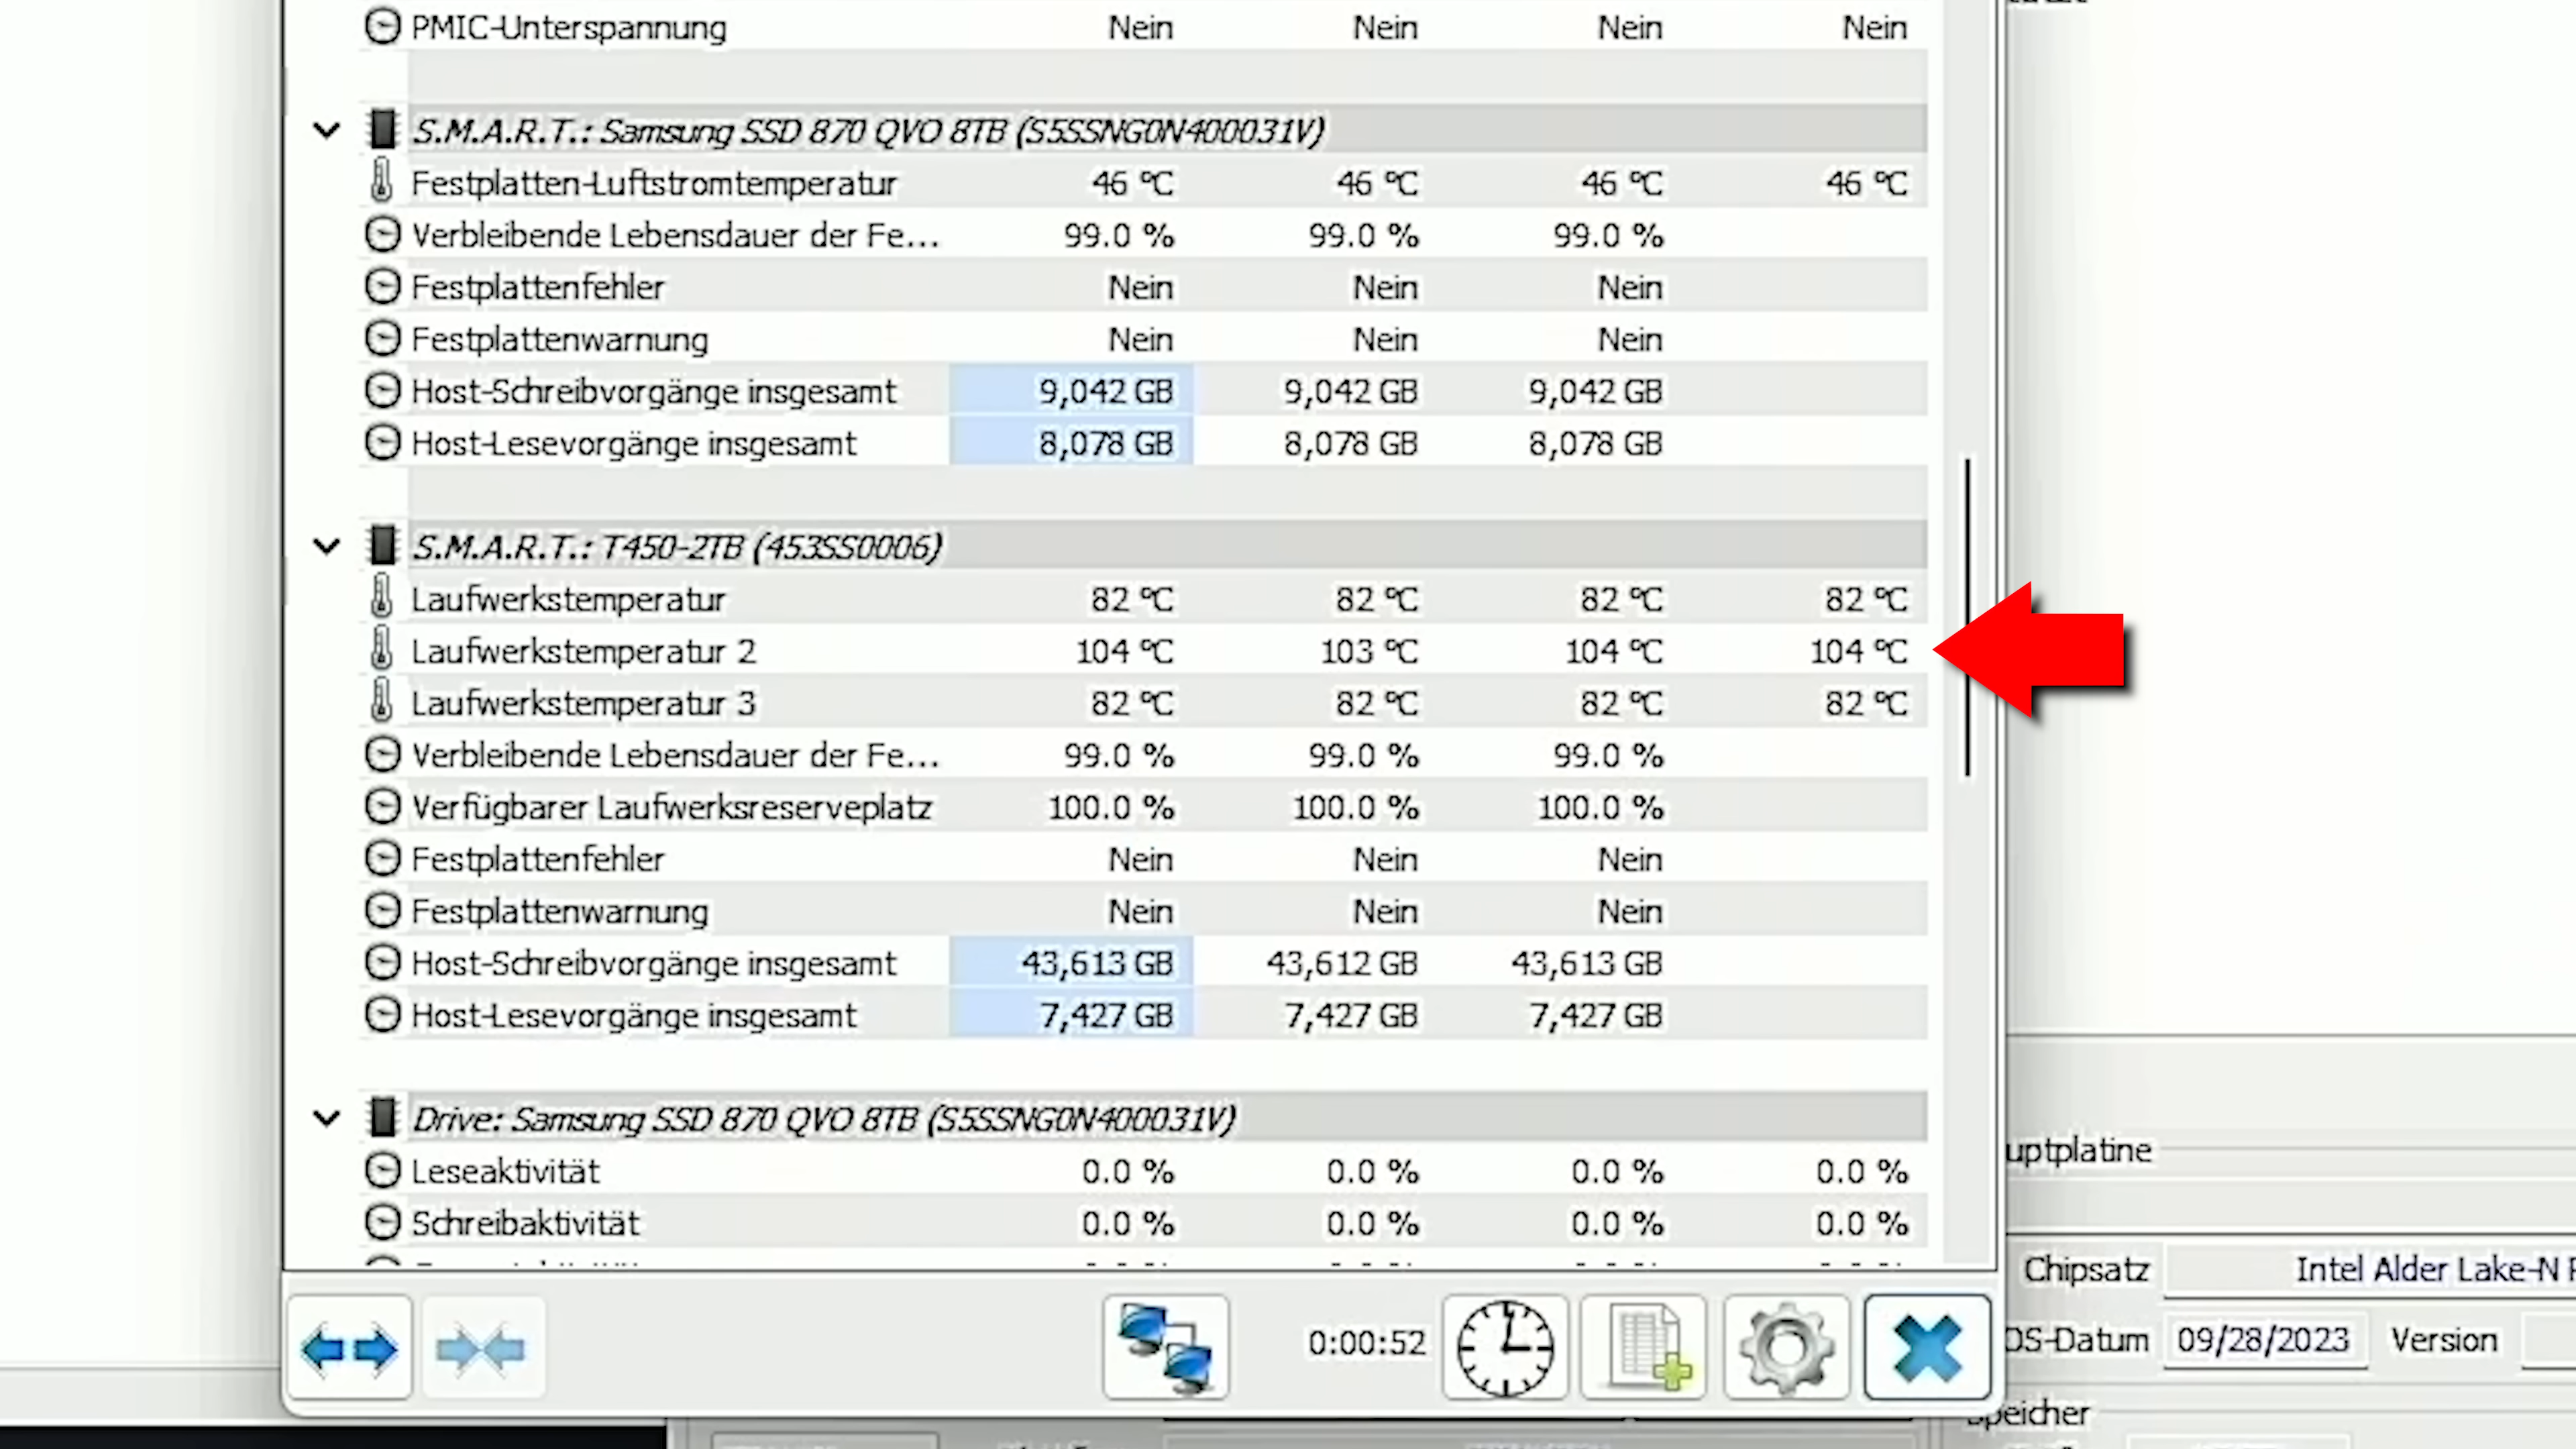 PMIC-Unterspannung Nein Nein Nein Nein
S.M.A.R.T.: Samsung SSD 870 QVO 8TB (S5SSNG0N400031V)
Festplatten-Luftstromtemperatur 46 °C 46 °C 46 °C 46 °C
Verbleibende Lebensdauer der Fe... 99.0 % 99.0 % 99.0 %
Festplattenfehler Nein Nein Nein
Festplattenwarnung Nein Nein Nein
Host-Schreibvorgänge insgesamt 9,042 GB 9,042 GB 9,042 GB
Host-Lesevorgänge insgesamt 8,078 GB 8,078 GB 8,078 GB
S.M.A.R.T.: T450-2TB (453SS0006)
Laufwerkstemperatur 82 °C 82 °C 82 °C 82 °C
Laufwerkstemperatur 2 104 °C 103 °C 104 °C 104 °C
Laufwerkstemperatur 3 82 °C 82 °C 82 °C 82 °C
Verbleibende Lebensdauer der Fe... 99.0 % 99.0 % 99.0 %
Verfügbarer Laufwerksreserveplatz 100.0 % 100.0 % 100.0 %
Festplattenfehler Nein Nein Nein
Festplattenwarnung Nein Nein Nein
Host-Schreibvorgänge insgesamt 43,613 GB 43,612 GB 43,613 GB
Host-Lesevorgänge insgesamt 7,427 GB 7,427 GB 7,427 GB
Drive: Samsung SSD 870 QVO 8TB (S5SSNG0N400031V)
Leseaktivität 0.0 % 0.0 % 0.0 % 0.0 %
Schreibaktivität 0.0 % 0.0 % 0.0 % 0.0 %
0:00:52
uptplatine
Chipsatz Intel Alder Lake-N
OS-Datum 09/28/2023 Version
Speicher